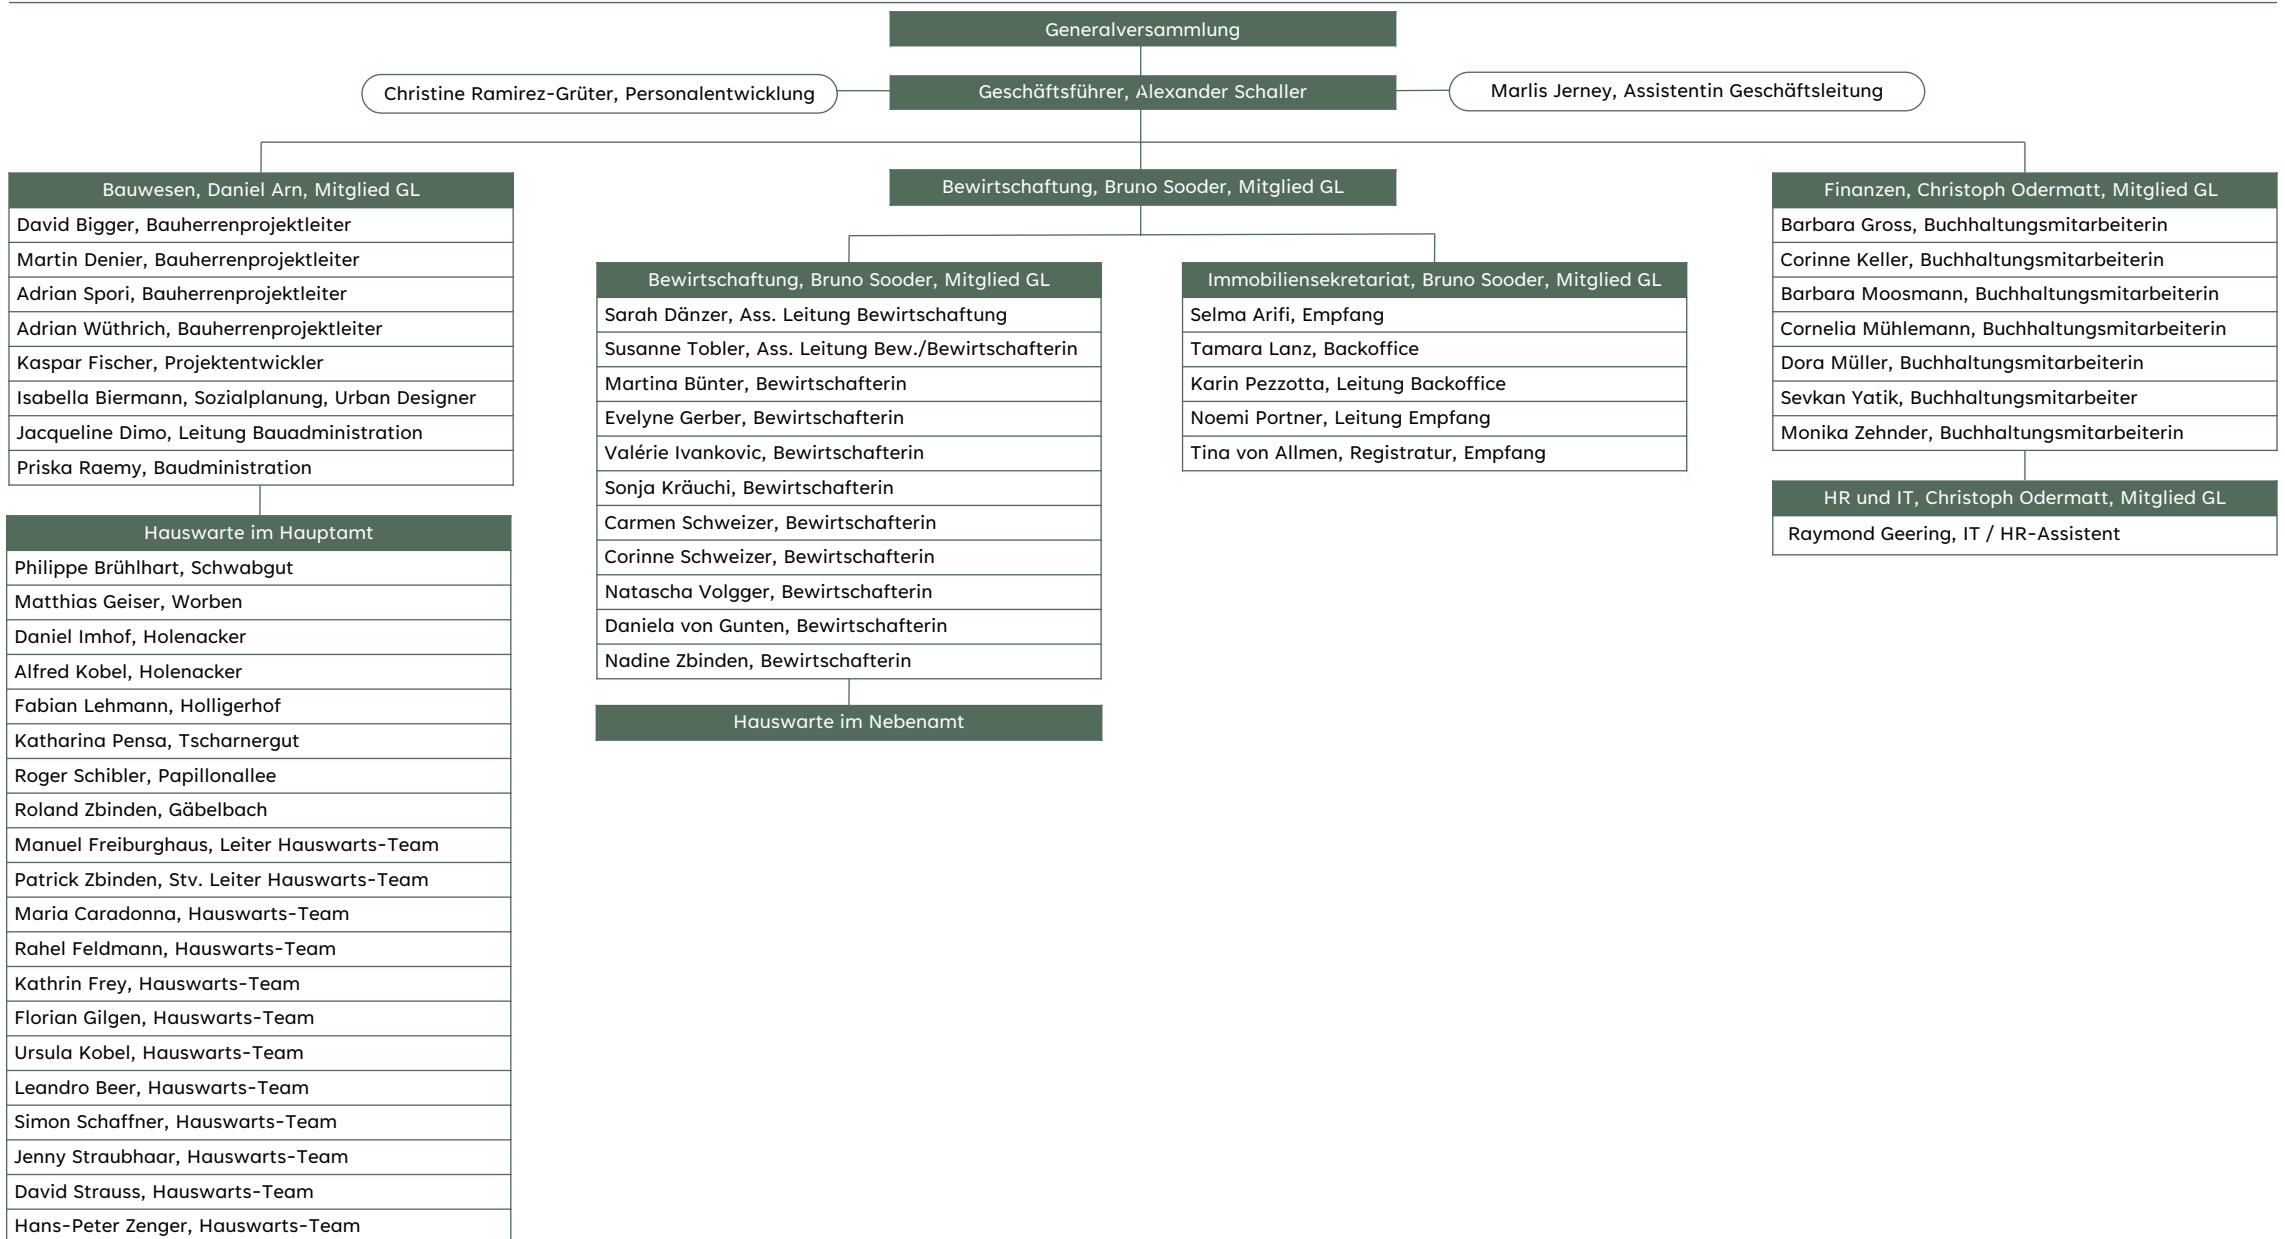 Generalversammlung
Christine Ramirez-Grüter, Personalentwicklung
Geschäftsführer, Alexander Schaller
Marlis Jerney, Assistentin Geschäftsleitung
Bauwesen, Daniel Arn, Mitglied GL
David Bigger, Bauherrenprojektleiter
Martin Denier, Bauherrenprojektleiter
Adrian Spori, Bauherrenprojektleiter
Adrian Wüthrich, Bauherrenprojektleiter
Kaspar Fischer, Projektentwickler
Isabella Biermann, Sozialplanung, Urban Designer
Jacqueline Dimo, Leitung Bauadministration
Priska Raemy, Baudministration
Hauswarte im Hauptamt
Philippe Brühlhart, Schwabgut
Matthias Geiser, Worben
Daniel Imhof, Holenacker
Alfred Kobel, Holenacker
Fabian Lehmann, Holligerhof
Katharina Pensa, Tscharnergut
Roger Schibler, Papillonallee
Roland Zbinden, Gäbelbach
Manuel Freiburghaus, Leiter Hauswarts-Team
Patrick Zbinden, Stv. Leiter Hauswarts-Team
Maria Caradonna, Hauswarts-Team
Rahel Feldmann, Hauswarts-Team
Kathrin Frey, Hauswarts-Team
Florian Gilgen, Hauswarts-Team
Ursula Kobel, Hauswarts-Team
Leandro Beer, Hauswarts-Team
Simon Schaffner, Hauswarts-Team
Jenny Straubhaar, Hauswarts-Team
David Strauss, Hauswarts-Team
Hans-Peter Zenger, Hauswarts-Team
Bewirtschaftung, Bruno Sooder, Mitglied GL
Bewirtschaftung, Bruno Sooder, Mitglied GL
Sarah Dänzer, Ass. Leitung Bewirtschaftung
Susanne Tobler, Ass. Leitung Bew./Bewirtschafterin
Martina Bünter, Bewirtschafterin
Evelyne Gerber, Bewirtschafterin
Valérie Ivankovic, Bewirtschafterin
Sonja Kräuchi, Bewirtschafterin
Carmen Schweizer, Bewirtschafterin
Corinne Schweizer, Bewirtschafterin
Natascha Volgger, Bewirtschafterin
Daniela von Gunten, Bewirtschafterin
Nadine Zbinden, Bewirtschafterin
Hauswarte im Nebenamt
Immobiliensekretariat, Bruno Sooder, Mitglied GL
Selma Arifi, Empfang
Tamara Lanz, Backoffice
Karin Pezzotta, Leitung Backoffice
Noemi Portner, Leitung Empfang
Tina von Allmen, Registratur, Empfang
Finanzen, Christoph Odermatt, Mitglied GL
Barbara Gross, Buchhaltungsmitarbeiterin
Corinne Keller, Buchhaltungsmitarbeiterin
Barbara Moosmann, Buchhaltungsmitarbeiterin
Cornelia Mühlemann, Buchhaltungsmitarbeiterin
Dora Müller, Buchhaltungsmitarbeiterin
Sevkan Yatik, Buchhaltungsmitarbeiter
Monika Zehnder, Buchhaltungsmitarbeiterin
HR und IT, Christoph Odermatt, Mitglied GL
Raymond Geering, IT / HR-Assistent